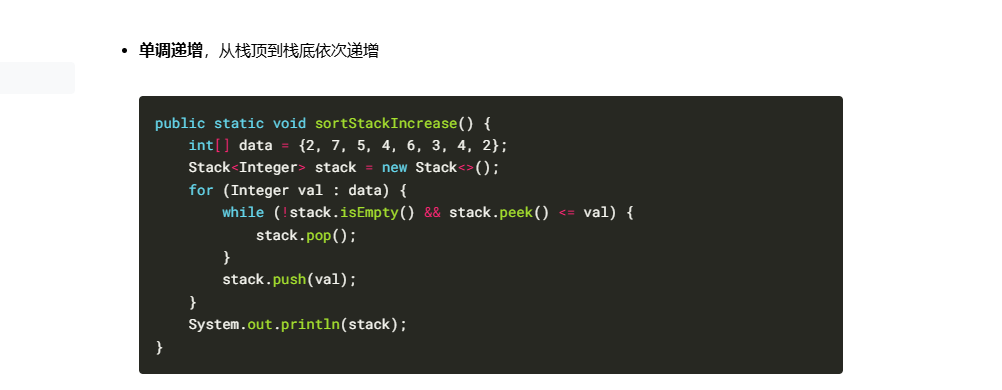 • 单调递增，从栈顶到栈底依次递增
public static void sortStackIncrease() {
    int[] data = {2, 7, 5, 4, 6, 3, 4, 2};
    Stack<Integer> stack = new Stack<>();
    for (Integer val : data) {
        while (!stack.isEmpty() && stack.peek() <= val) {
            stack.pop();
        }
        stack.push(val);
    }
    System.out.println(stack);
}